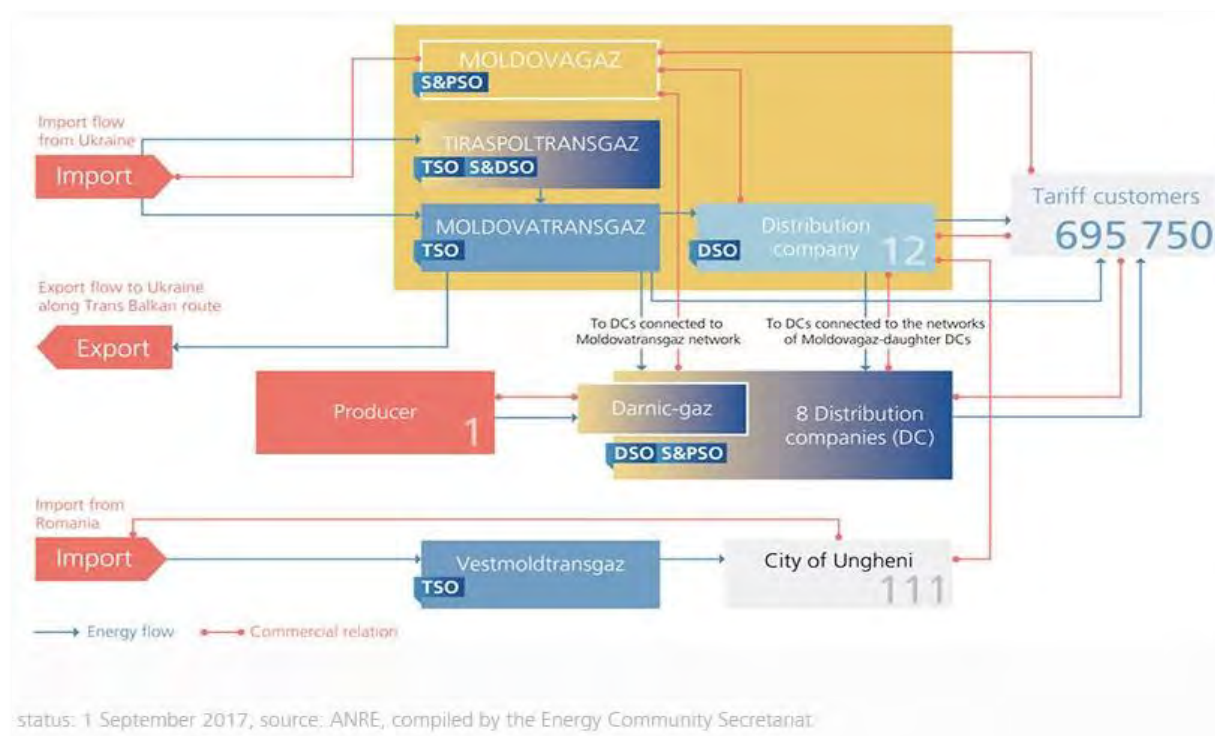 MOLDOVAGAZ
S&PSO
Import flow
from Ukraine
Import
TIRASPOLTRANSGAZ
TSO S&DSO
MOLDOVATRANSGAZ
TSO
Distribution
company
12
DSO
Tariff customers
695 750
Export flow to Ukraine
along Trans Balkan route
Export
To DCs connected to
Moldovatransgaz network
To DCs connected to the networks
of Moldovagaz-daughter DCs
Producer
1
Darnic-gaz
8 Distribution
companies (DC)
DSO S&PSO
Import from
Romania
Import
Vestmoldtransgaz
TSO
City of Ungheni
111
Energy flow
Commercial relation
status: 1 September 2017, source: ANRE, compiled by the Energy Community Secretariat